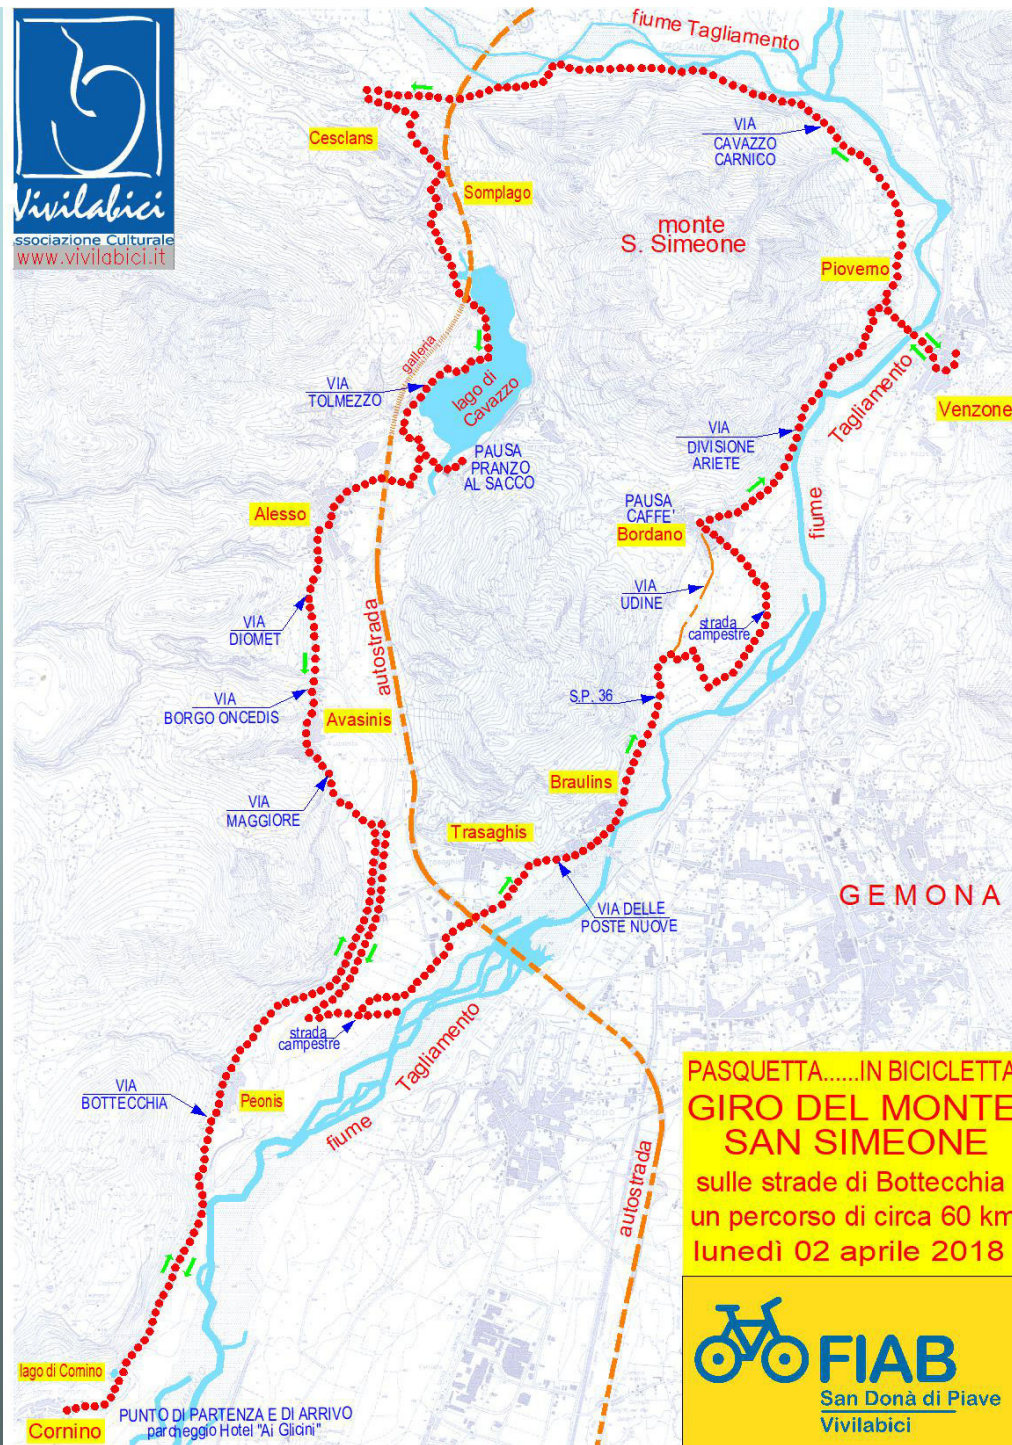 Vivilabici
ssociazione Culturale
www.vivilabici.it
fiume Tagliamento
VIA
CAVAZZO
CARNICO
Cesclans
Somplago
monte
S. Simeone
Pioverno
galleria
VIA
TOLMEZZO
lago di
Cavazzo
Tagliamento
Venzone
PAUSA
PRANZO
AL SACCO
VIA
DIVISIONE
ARIETE
fiume
Alesso
PAUSA
CAFFE'
Bordano
VIA
UDINE
strada
campestre
VIA
DIOMET
autostrada
VIA
BORGO ONCEDIS
Avasinis
S.P. 36
Braulins
VIA
MAGGIORE
Trasaghis
GEMONA
VIA DELLE
POSTE NUOVE
strada
campestre
fiume Tagliamento
VIA
BOTTECCHIA
Peonis
autostrada
lago di Cornino
Cornino
PUNTO DI PARTENZA E DI ARRIVO
parcheggio Hotel "Ai Glicini"
PASQUETTA......IN BICICLETTA
GIRO DEL MONTE
SAN SIMEONE
sulle strade di Bottecchia
un percorso di circa 60 km
lunedì 02 aprile 2018
FIAB
San Donà di Piave
Vivilabici